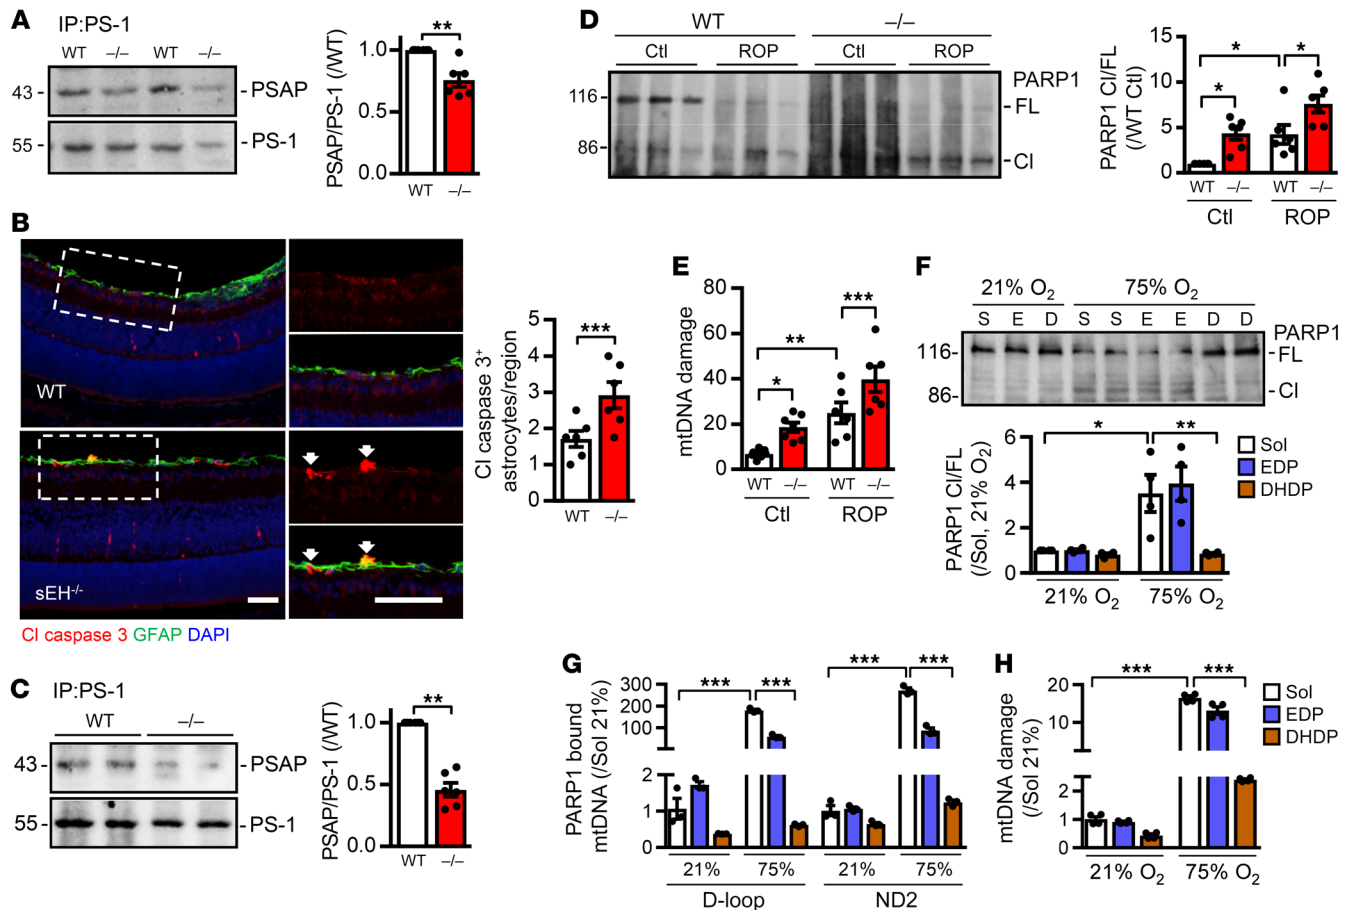 A
IP:PS-1
WT –/– WT –/–
43 - -PSAP
55 - -PS-1
PSAP/PS-1 (/WT)
1.0
0.5
0.0
**
WT –/–
B
WT
sEH-/-
Cl caspase 3 GFAP DAPI
Cl caspase 3+
astrocytes/region
5
4
3
2
1
0
***
WT –/–
C
IP:PS-1
WT –/–
43 - -PSAP
55 - -PS-1
PSAP/PS-1 (/WT)
1.0
0.5
0.0
**
WT –/–
D
WT –/–
Ctl ROP Ctl ROP
PARP1
116- -FL
86- -Cl
PARP1 Cl/FL
(/WT Ctl)
15
10
5
0
* * *
WT –/– WT –/–
Ctl ROP
E
mtDNA damage
80
60
40
20
0
* ** ***
WT –/– WT –/–
Ctl ROP
F
21% O2 75% O2
S E D S S E E D D
PARP1
116- -FL
86- -Cl
PARP1 Cl/FL
(/Sol, 21% O2)
6
4
2
0
* **
Sol
EDP
DHDP
21% O2 75% O2
G
PARP1 bound
mtDNA (/Sol 21%)
300
200
100
2
1
0
*** *** *** ***
21% 75% 21% 75%
D-loop ND2
H
mtDNA damage
(/Sol 21%)
20
10
2
1
0
*** ***
Sol
EDP
DHDP
21% O2 75% O2